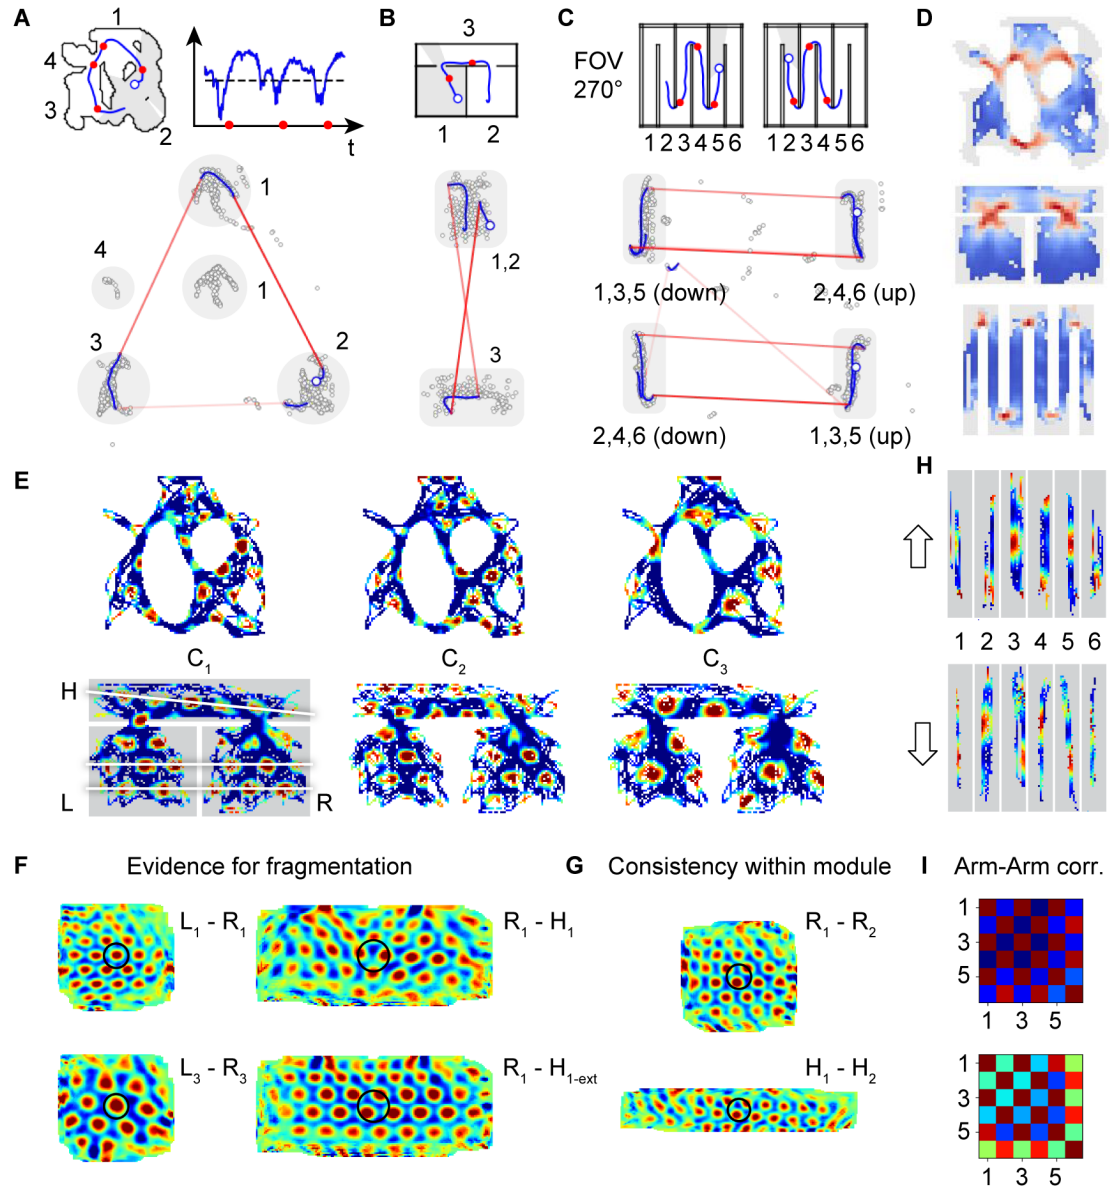 A
1
4
3
2
t
B
3
1 2
C
FOV
270°
1 2 3 4 5 6
1 2 3 4 5 6
D
1
4
1
3
2
1,2
3
1,3,5 (down)
2,4,6 (up)
2,4,6 (down)
1,3,5 (up)
E
C1
C2
C3
H
L
R
H
1 2 3 4 5 6
F
Evidence for fragmentation
L1 - R1
R1 - H1
L3 - R3
R1 - H1-ext
G
Consistency within module
R1 - R2
H1 - H2
I
Arm-Arm corr.
1
3
5
1 3 5
1
3
5
1 3 5